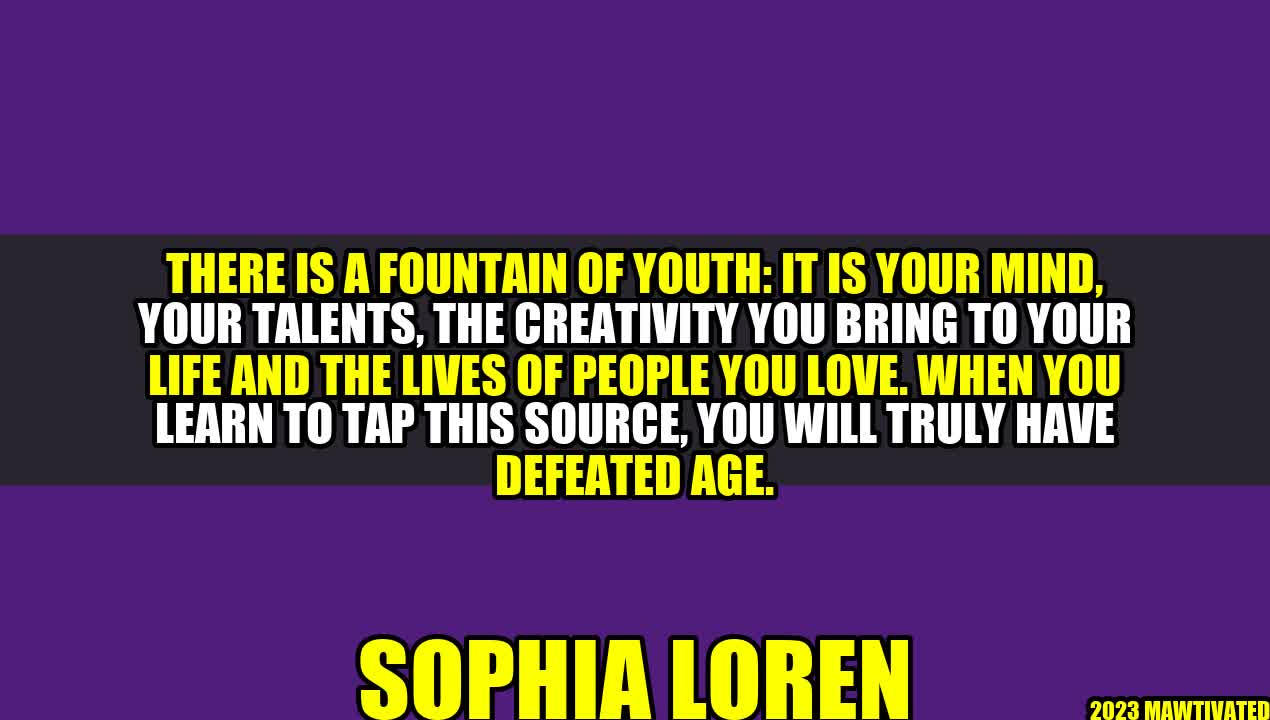 THERE IS A FOUNTAIN OF YOUTH: IT IS YOUR MIND,
YOUR TALENTS, THE CREATIVITY YOU BRING TO YOUR
LIFE AND THE LIVES OF PEOPLE YOU LOVE. WHEN YOU
LEARN TO TAP THIS SOURCE, YOU WILL TRULY HAVE
DEFEATED AGE.
SOPHIA LOREN
2023 MAWTIVATED